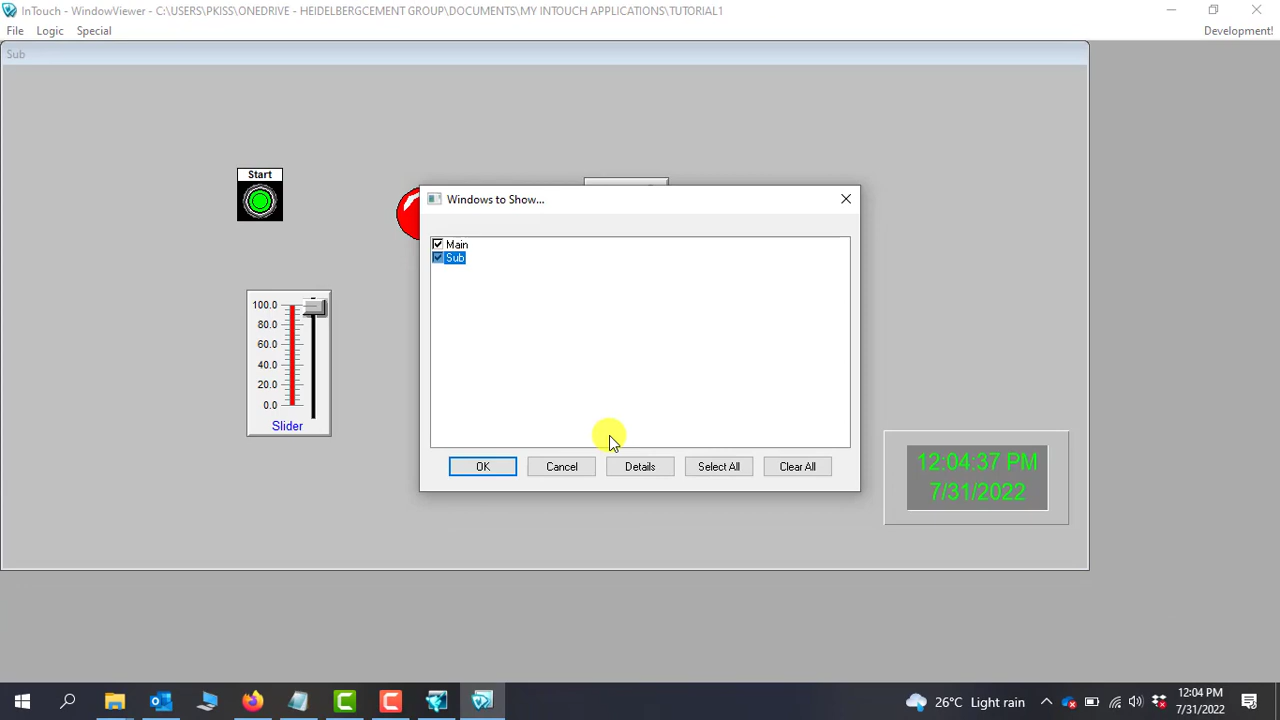 InTouch - WindowViewer - C:\USERS\PKISS\ONEDRIVE - HEIDELBERGCEMENT GROUP\DOCUMENTS\MY INTOUCH APPLICATIONS\TUTORIAL1
File Logic Special Development!
Sub
Start
Windows to Show...
Main
Sub
100.0
80.0
60.0
40.0
20.0
0.0
Slider
OK Cancel Details Select All Clear All
12:04:37 PM
7/31/2022
26°C Light rain
12:04 PM
7/31/2022